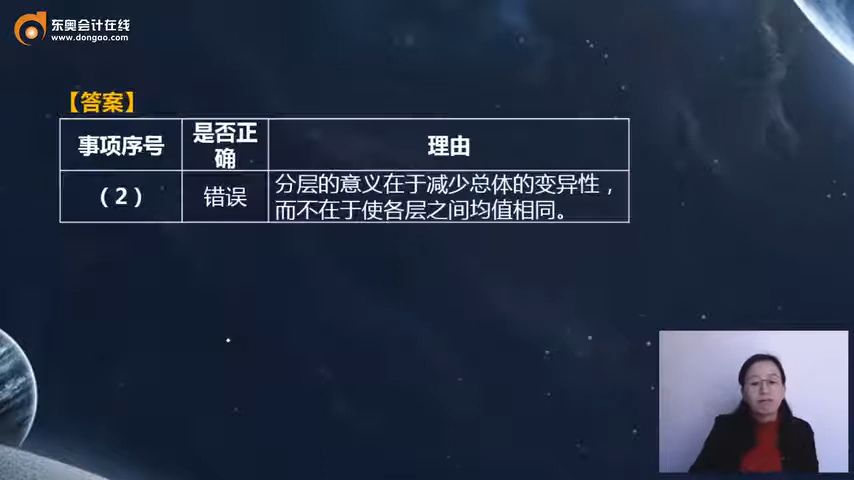 东奥会计在线
www.dongao.com
【答案】
事项序号
是否正
确
理由
（2）
错误
分层的意义在于减少总体的变异性，
而不在于使各层之间均值相同。